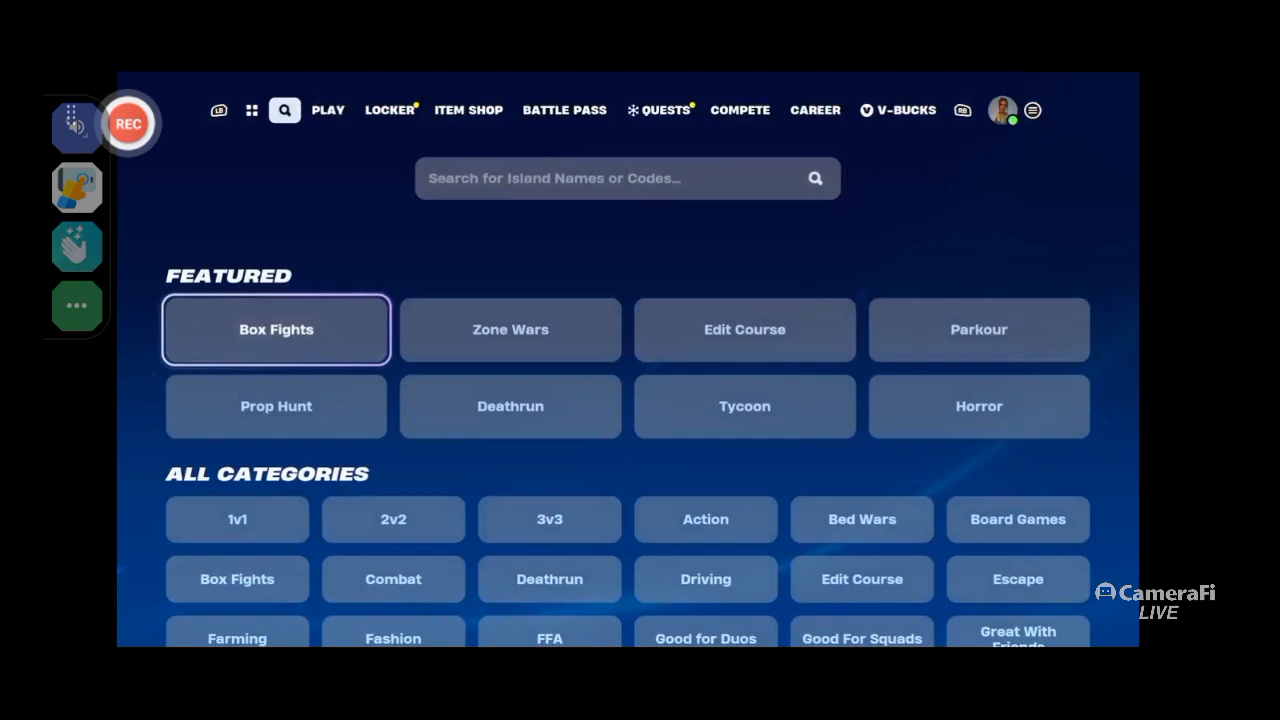 REC
LB
PLAY
LOCKER
ITEM SHOP
BATTLE PASS
QUESTS
COMPETE
CAREER
V-BUCKS
RB
Search for Island Names or Codes...
FEATURED
Box Fights
Zone Wars
Edit Course
Parkour
Prop Hunt
Deathrun
Tycoon
Horror
ALL CATEGORIES
1v1
2v2
3v3
Action
Bed Wars
Board Games
Box Fights
Combat
Deathrun
Driving
Edit Course
Escape
Farming
Fashion
FFA
Good for Duos
Good For Squads
Great With
Friends
CameraFi
LIVE